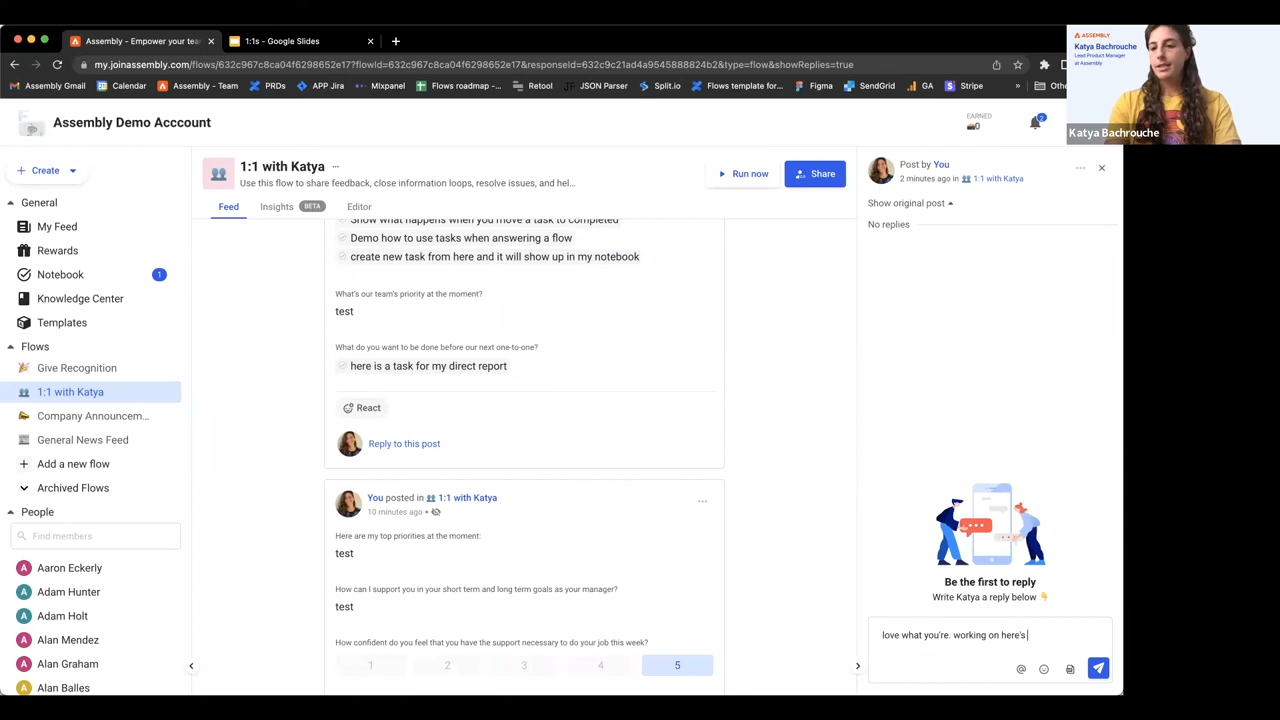 Assembly - Empower your tea
1:1s - Google Slides
my.joinassembly.com/flows/632c967c8ca04f6298652e17?flowId=
=632c967c8ca04f6298652e17&respenseId=632c9c21ad4a6f45869824b2&type=flow&showReplies=true
Assembly Gmail
Calendar
Assembly - Team
PRDs
APP Jira
Mixpanel
Flows roadmap -...
Retool
JF JSON Parser
Split.io
Flows template for...
Figma
SendGrid
GA
Stripe
Othe
ASSEMBLY
Katya Bachrouche
Lead Product Manager
at Assembly
Katya Bachrouche
Assembly Demo Acccount
EARNED
0
2
Create
General
My Feed
Rewards
Notebook
1
Knowledge Center
Templates
Flows
Give Recognition
1:1 with Katya
Company Announcem...
General News Feed
Add a new flow
Archived Flows
People
Find members
A Aaron Eckerly
A Adam Hunter
A Adam Holt
A Alan Mendez
A Alan Graham
A Alan Balles
1:1 with Katya ...
Use this flow to share feedback, close information loops, resolve issues, and hel...
Run now
Share
Feed
Insights BETA
Editor
Show what happens when you move a task to completed
Demo how to use tasks when answering a flow
create new task from here and it will show up in my notebook
What's our team's priority at the moment?
test
What do you want to be done before our next one-to-one?
here is a task for my direct report
React
Reply to this post
You posted in 1:1 with Katya
10 minutes ago •
Here are my top priorities at the moment:
test
How can I support you in your short term and long term goals as your manager?
test
How confident do you feel that you have the support necessary to do your job this week?
1 2 3 4 5
Post by You
2 minutes ago in 1:1 with Katya
Show original post
No replies
Be the first to reply
Write Katya a reply below
love what you're. working on here's